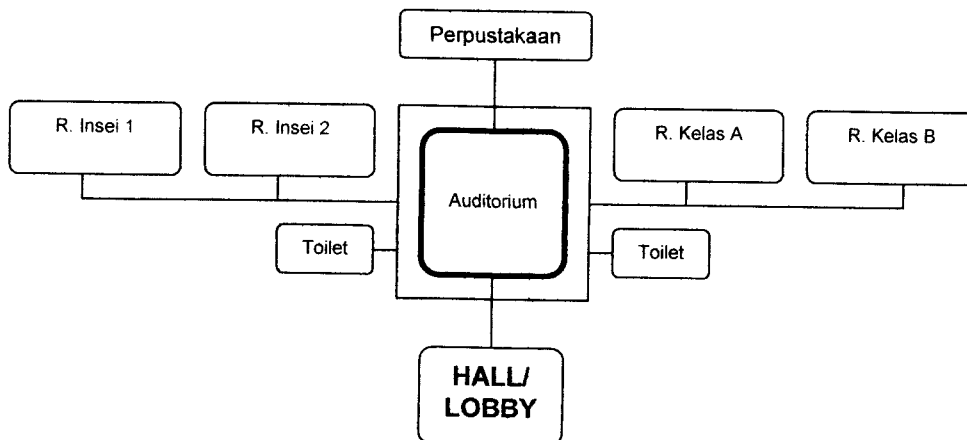 Perpustakaan
R. Insei 1
R. Insei 2
R. Kelas A
R. Kelas B
Auditorium
Toilet
Toilet
HALL/
LOBBY